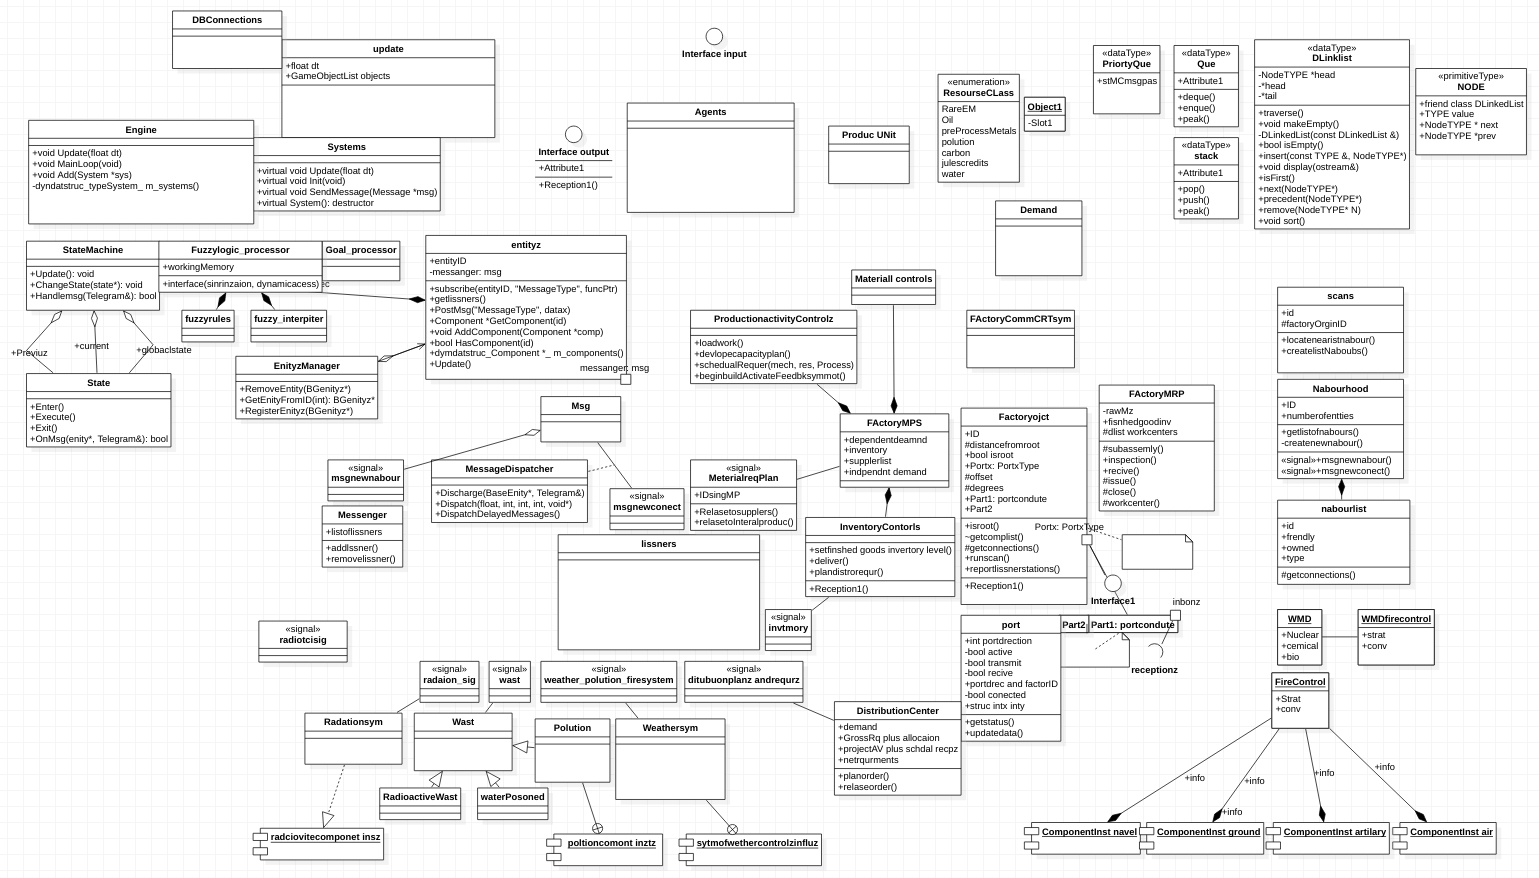 DBConnections
update
+float dt
+GameObjectList objects
Interface input
Engine
+void Update(float dt)
+void MainLoop(void)
+void Add(System *sys)
-dyndatstruc_typeSystem_ m_systems()
Systems
+virtual void Update(float dt)
+virtual void Init(void)
+virtual void SendMessage(Message *msg)
+virtual System(): destructor
Interface output
+Attribute1
+Reception1()
Agents
Produc UNit
«enumeration»
ResourseCLass
RareEM
Oil
preProcessMetals
polution
carbon
julescredits
water
Object1
-Slot1
«dataType»
PriortyQue
+stMCmsgpas
«dataType»
Que
+Attribute1
+deque()
+enque()
+peak()
«dataType»
stack
+Attribute1
+pop()
+push()
+peak()
«dataType»
DLinklist
-NodeTYPE *head
-*head
-*tail
+traverse()
+void makeEmpty()
-DLinkedList(const DLinkedList &)
+bool isEmpty()
+insert(const TYPE &, NodeTYPE*)
+void display(ostream&)
+isFirst()
+next(NodeTYPE*)
+precedent(NodeTYPE*)
+remove(NodeTYPE* N)
+void sort()
«primitiveType»
NODE
+friend class DLinkedList
+TYPE value
+NodeTYPE * next
+NodeTYPE *prev
Demand
StateMachine
+Update(): void
+ChangeState(state*): void
+Handlemsg(Telegram&): bool
Fuzzylogic_processor
+workingMemory
+interface(sinrinzaion, dynamicacess)
Goal_processor
ec
fuzzyrules
fuzzy_interpiter
+Previuz
+current
+globaclstate
State
+Enter()
+Execute()
+Exit()
+OnMsg(enity*, Telegram&): bool
entityz
+entityID
-messanger: msg
+subscribe(entityID, "MessageType", funcPtr)
+getlissners()
+PostMsg("MessageType", datax)
+Component *GetComponent(id)
+void AddComponent(Component *comp)
+bool HasComponent(id)
+dymdatstruc_Component *_ m_components()
+Update()
messanger: msg
EnityzManager
+RemoveEntity(BGenityz*)
+GetEnityFromID(int): BGenityz*
+RegisterEnityz(BGenityz*)
Materiall controls
ProductionactivityControlz
+loadwork()
+devlopecapacityplan()
+schedualRequer(mech, res, Process)
+beginbuildActivateFeedbksymmot()
FActoryCommCRTsym
scans
+id
#factoryOrginID
+locatenearistnabour()
+createlistNaboubs()
Nabourhood
+ID
+numberofentties
+getlistofnabours()
-createnewnabour()
«signal»+msgnewnabour()
«signal»+msgnewconect()
nabourlist
+id
+frendly
+owned
+type
#getconnections()
Msg
«signal»
msgnewnabour
MessageDispatcher
+Discharge(BaseEnity*, Telegram&)
+Dispatch(float, int, int, int, void*)
+DispatchDelayedMessages()
«signal»
msgnewconect
Messenger
+listoflissners
+addlssner()
+removelissner()
lissners
«signal»
MeterialreqPlan
+IDsingMP
+Relasetosupplers()
+relasetoInteralproduc()
FActoryMPS
+dependentdeamnd
+inventory
+supplerlist
+indpendnt demand
InventoryContorls
+setfinshed goods invertory level()
+deliver()
+plandistrorequr()
+Reception1()
«signal»
invtmory
Factoryojct
+ID
#distancefromroot
+bool isroot
+Portx: PortxType
#offset
#degrees
+Part1: portcondute
+Part2
+isroot()
~getcomplist()
#getconnections()
+runscan()
+reportlissnerstations()
+Reception1()
Portx: PortxType
FActoryMRP
-rawMz
+fisnhedgoodinv
#dlist workcenters
#subassemly()
+inspection()
+recive()
#issue()
#close()
#workcenter()
Interface1
inbonz
Part2
Part1: portcondute
receptionz
port
+int portdrection
-bool active
-bool transmit
-bool recive
+portdrec and factorID
-bool conected
+struc intx inty
+getstatus()
+updatedata()
WMD
+Nuclear
+cemical
+bio
WMDfirecontrol
+strat
+conv
FireControl
+Strat
+conv
«signal»
radiotcisig
«signal»
radaion_sig
«signal»
wast
«signal»
weather_polution_firesystem
«signal»
ditubuonplanz andrequrz
Radationsym
Wast
Polution
Weathersym
DistributionCenter
+demand
+GrossRq plus allocaion
+projectAV plus schdal recpz
+netrqurments
+planorder()
+relaseorder()
RadioactiveWast
waterPosoned
radciovitecomponet insz
poltioncomont inztz
sytmofwethercontrolzinfluz
+info
+info
+info
+info
+info
ComponentInst navel
ComponentInst ground
ComponentInst artilary
ComponentInst air